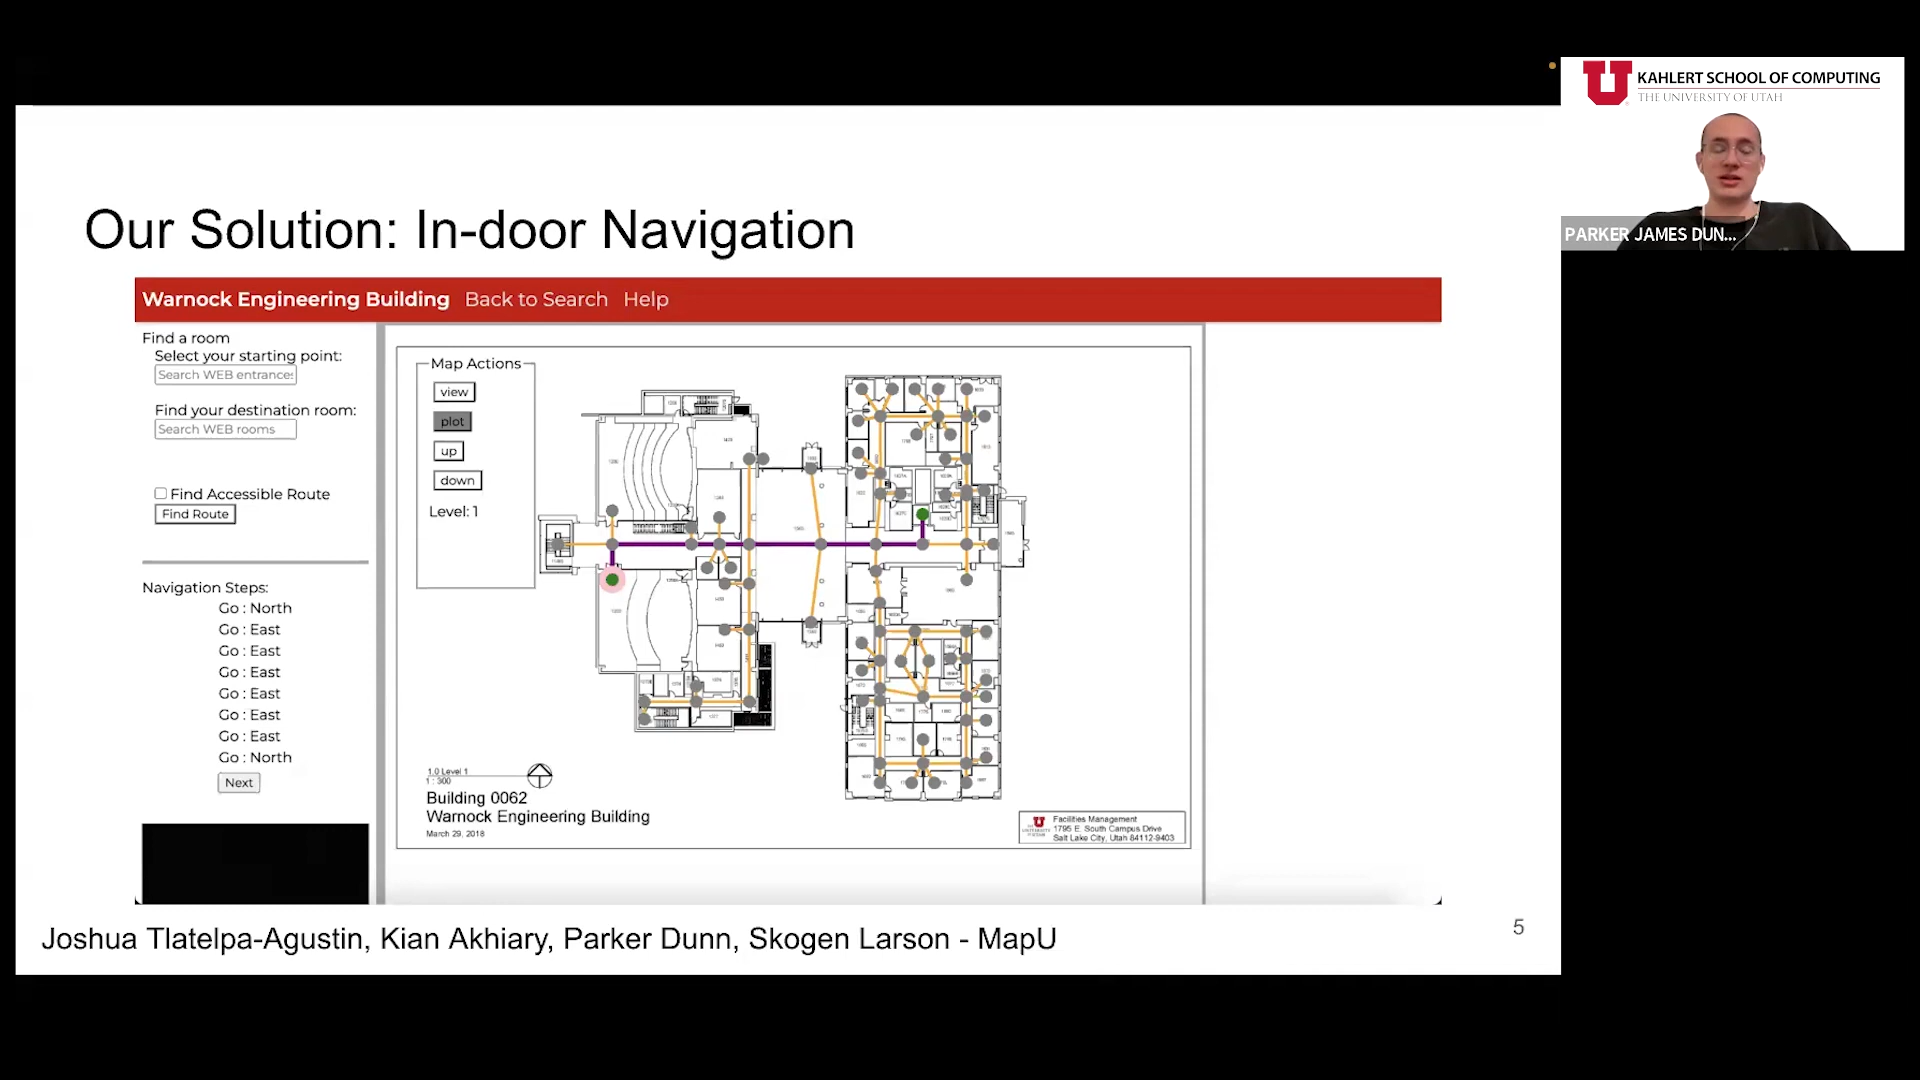 KAHLERT SCHOOL OF COMPUTING
THE UNIVERSITY OF UTAH
PARKER JAMES DUN...
Our Solution: In-door Navigation
Warnock Engineering Building Back to Search Help
Find a room
Select your starting point:
Search WEB entrances
Find your destination room:
Search WEB rooms
Find Accessible Route
Find Route
Navigation Steps:
Go : North
Go : East
Go : East
Go : East
Go : East
Go : East
Go : East
Go : North
Next
Map Actions
view
plot
up
down
Level: 1
1.0 Level 1
1 : 300
Building 0062
Warnock Engineering Building
March 29, 2018
Facilities Management
1795 E. South Campus Drive
Salt Lake City, Utah 84112-9403
Joshua Tlatelpa-Agustin, Kian Akhiary, Parker Dunn, Skogen Larson - MapU
5